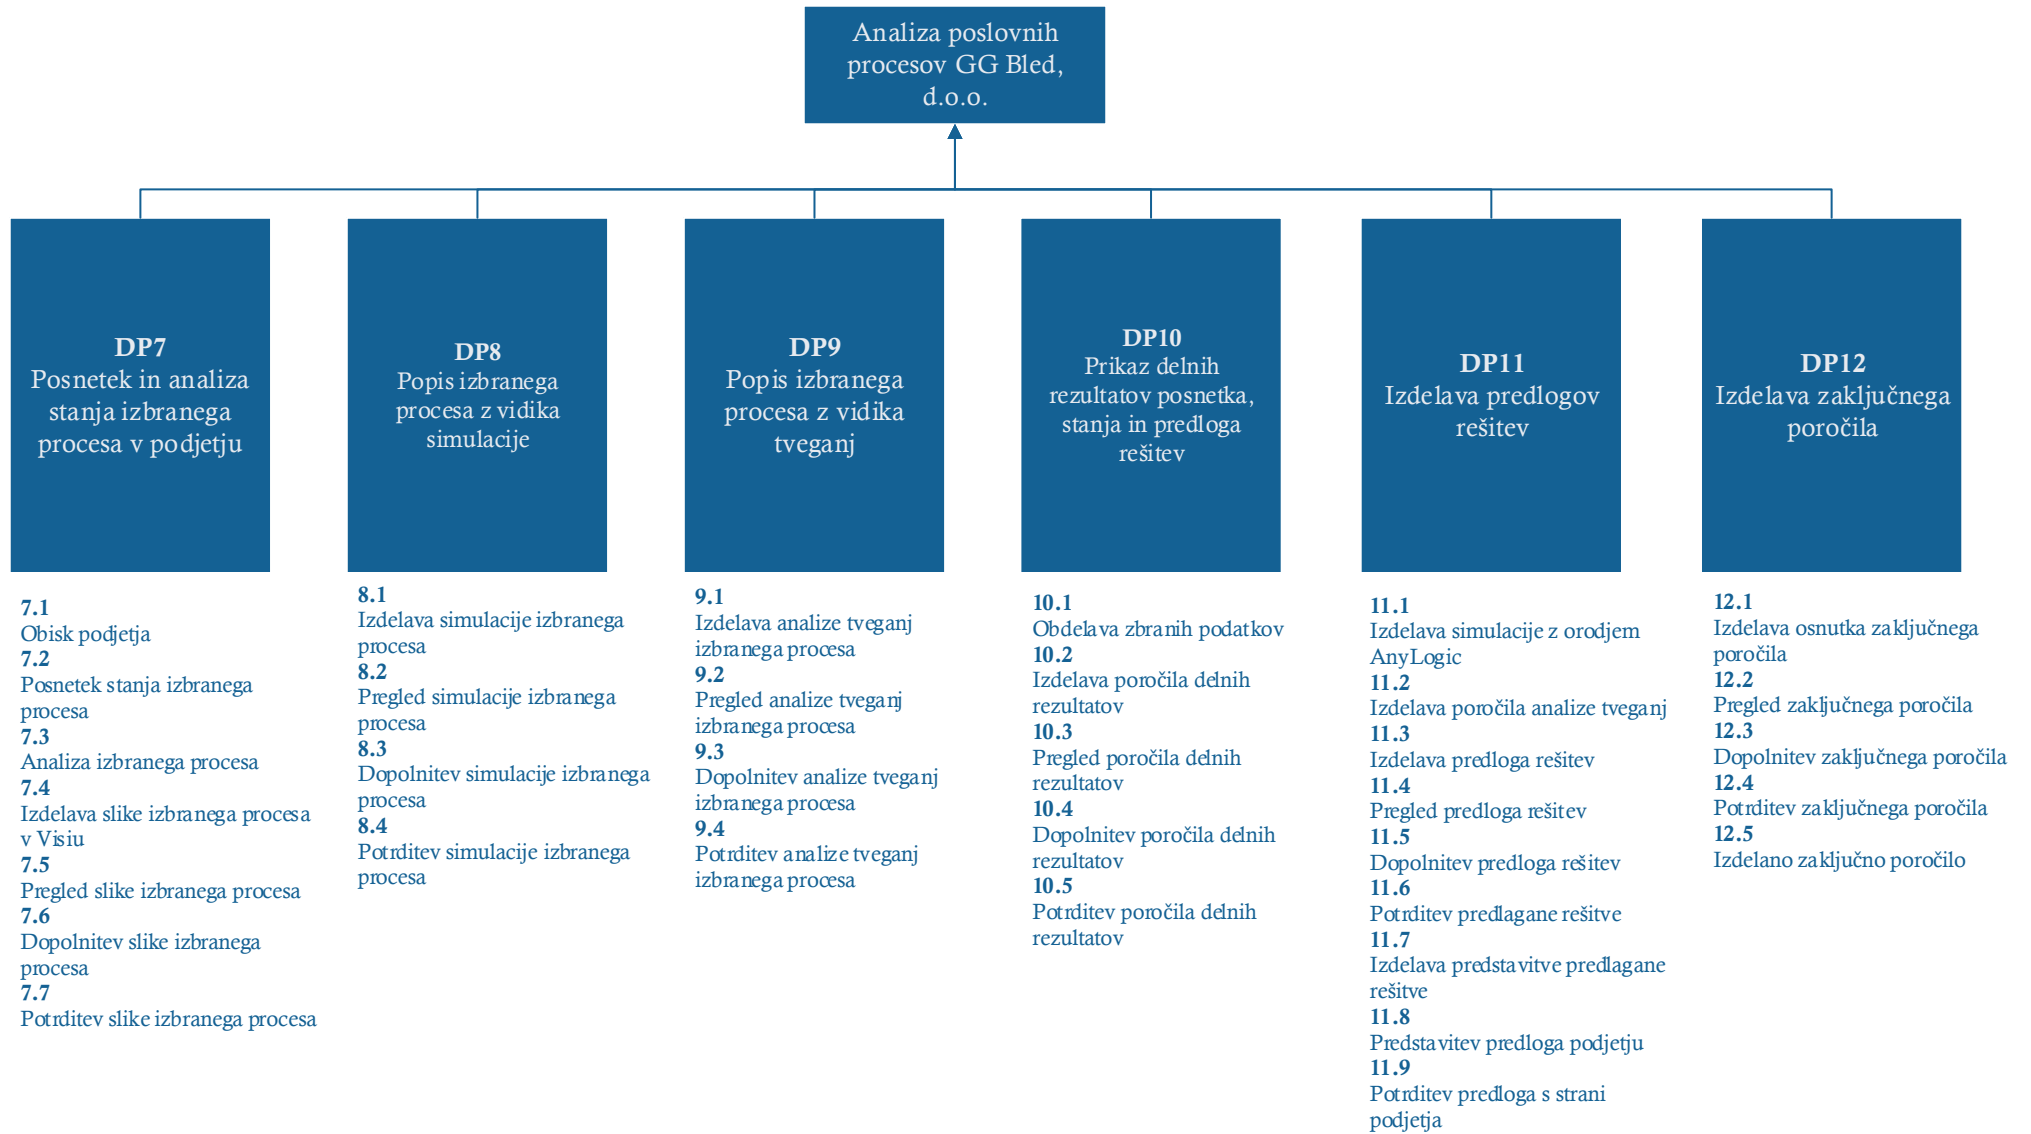 Analiza poslovnih
procesov GG Bled,
d.o.o.
DP7
Posnetek in analiza
stanja izbranega
procesa v podjetju
DP8
Popis izbranega
procesa z vidika
simulacije
DP9
Popis izbranega
procesa z vidika
tveganj
DP10
Prikaz delnih
rezultatov posnetka,
stanja in predloga
rešitev
DP11
Izdelava predlogov
rešitev
DP12
Izdelava zaključnega
poročila
7.1
Obisk podjetja
7.2
Posnetek stanja izbranega
procesa
7.3
Analiza izbranega procesa
7.4
Izdelava slike izbranega procesa
v Visiu
7.5
Pregled slike izbranega procesa
7.6
Dopolnitev slike izbranega
procesa
7.7
Potrditev slike izbranega procesa
8.1
Izdelava simulacije izbranega
procesa
8.2
Pregled simulacije izbranega
procesa
8.3
Dopolnitev simulacije izbranega
procesa
8.4
Potrditev simulacije izbranega
procesa
9.1
Izdelava analize tveganj
izbranega procesa
9.2
Pregled analize tveganj
izbranega procesa
9.3
Dopolnitev analize tveganj
izbranega procesa
9.4
Potrditev analize tveganj
izbranega procesa
10.1
Obdelava zbranih podatkov
10.2
Izdelava poročila delnih
rezultatov
10.3
Pregled poročila delnih
rezultatov
10.4
Dopolnitev poročila delnih
rezultatov
10.5
Potrditev poročila delnih
rezultatov
11.1
Izdelava simulacije z orodjem
AnyLogic
11.2
Izdelava poročila analize tveganj
11.3
Izdelava predloga rešitev
11.4
Pregled predloga rešitev
11.5
Dopolnitev predloga rešitev
11.6
Potrditev predlagane rešitve
11.7
Izdelava predstavitve predlagane
rešitve
11.8
Predstavitev predloga podjetju
11.9
Potrditev predloga s strani
podjetja
12.1
Izdelava osnutka zaključnega
poročila
12.2
Pregled zaključnega poročila
12.3
Dopolnitev zaključnega poročila
12.4
Potrditev zaključnega poročila
12.5
Izdelano zaključno poročilo